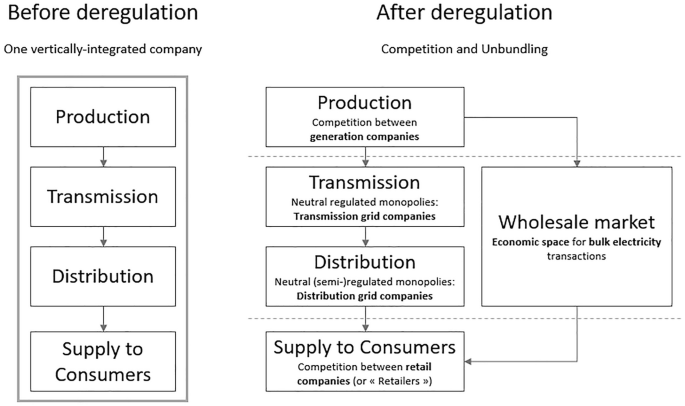 Before deregulation
One vertically-integrated company
Production
Transmission
Distribution
Supply to
Consumers
After deregulation
Competition and Unbundling
Production
Competition between
generation companies
Transmission
Neutral regulated monopolies:
Transmission grid companies
Distribution
Neutral (semi-)regulated monopolies:
Distribution grid companies
Supply to Consumers
Competition between retail
companies (or « Retailers »)
Wholesale market
Economic space for bulk electricity
transactions